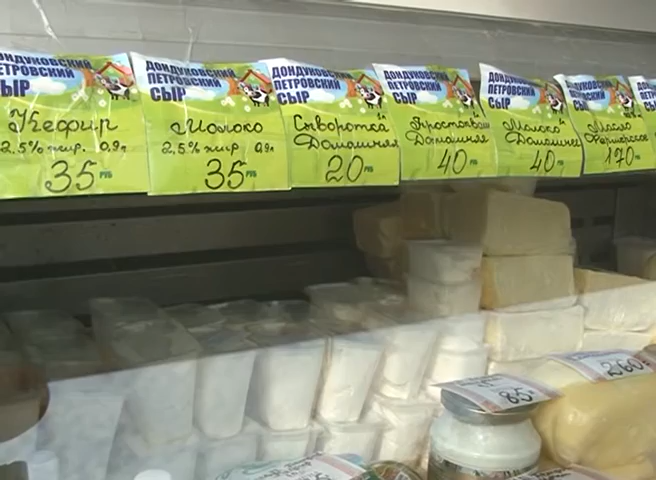 ДОНДУКОВСКИЙ
ПЕТРОВСКИЙ
СЫР
Кефир
2,5% жир. 0,9л
35 РУБ
ДОНДУКОВСКИЙ
ПЕТРОВСКИЙ
СЫР
Молоко
2,5% жир 0,9л
35 РУБ
ДОНДУКОВСКИЙ
ПЕТРОВСКИЙ
СЫР
Сыворотка
Домашняя
20 РУБ
ДОНДУКОВСКИЙ
ПЕТРОВСКИЙ
СЫР
Простокваш
Домашняя
40 РУБ
ДОНДУКОВСКИЙ
ПЕТРОВСКИЙ
СЫР
Молоко
Домашнее
40 РУБ
ДОНДУКОВСКИЙ
ПЕТРОВСКИЙ
СЫР
Масло
Фермерское
170 РУБ
85
260